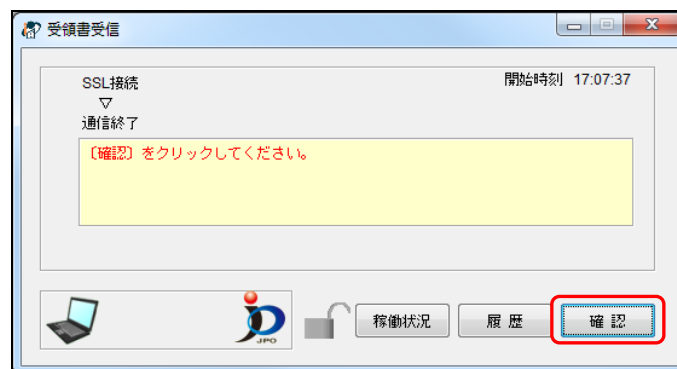 受領書受信
SSL接続
開始時刻 17:07:37
▽
通信終了
〔確認〕をクリックしてください。
JPO
稼働状況
履 歴
確 認